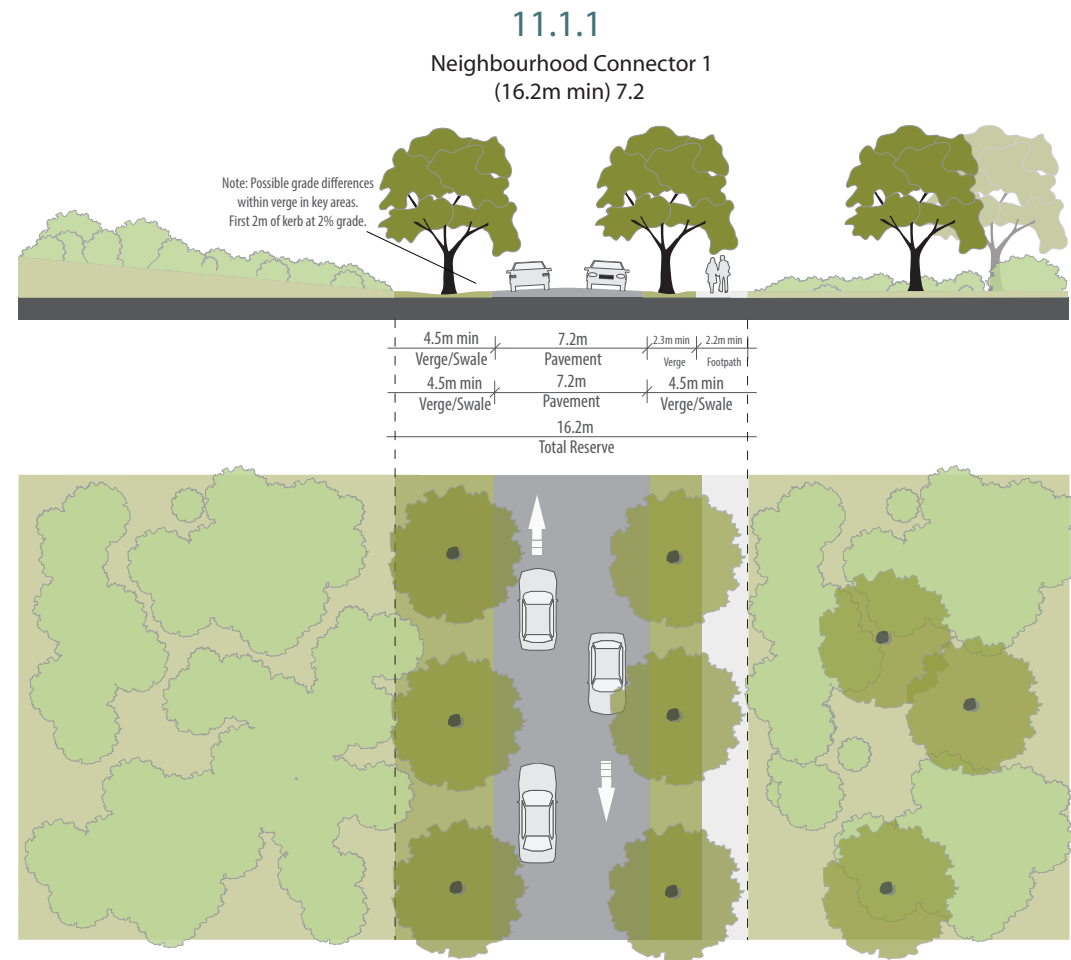 11.1.1
Neighbourhood Connector 1
(16.2m min) 7.2
Note: Possible grade differences
within verge in key areas.
First 2m of kerb at 2% grade.
4.5m min 7.2m 2.3m min 2.2m min
Verge/Swale Pavement Verge Footpath
4.5m min 7.2m 4.5m min
Verge/Swale Pavement Verge/Swale
16.2m
Total Reserve